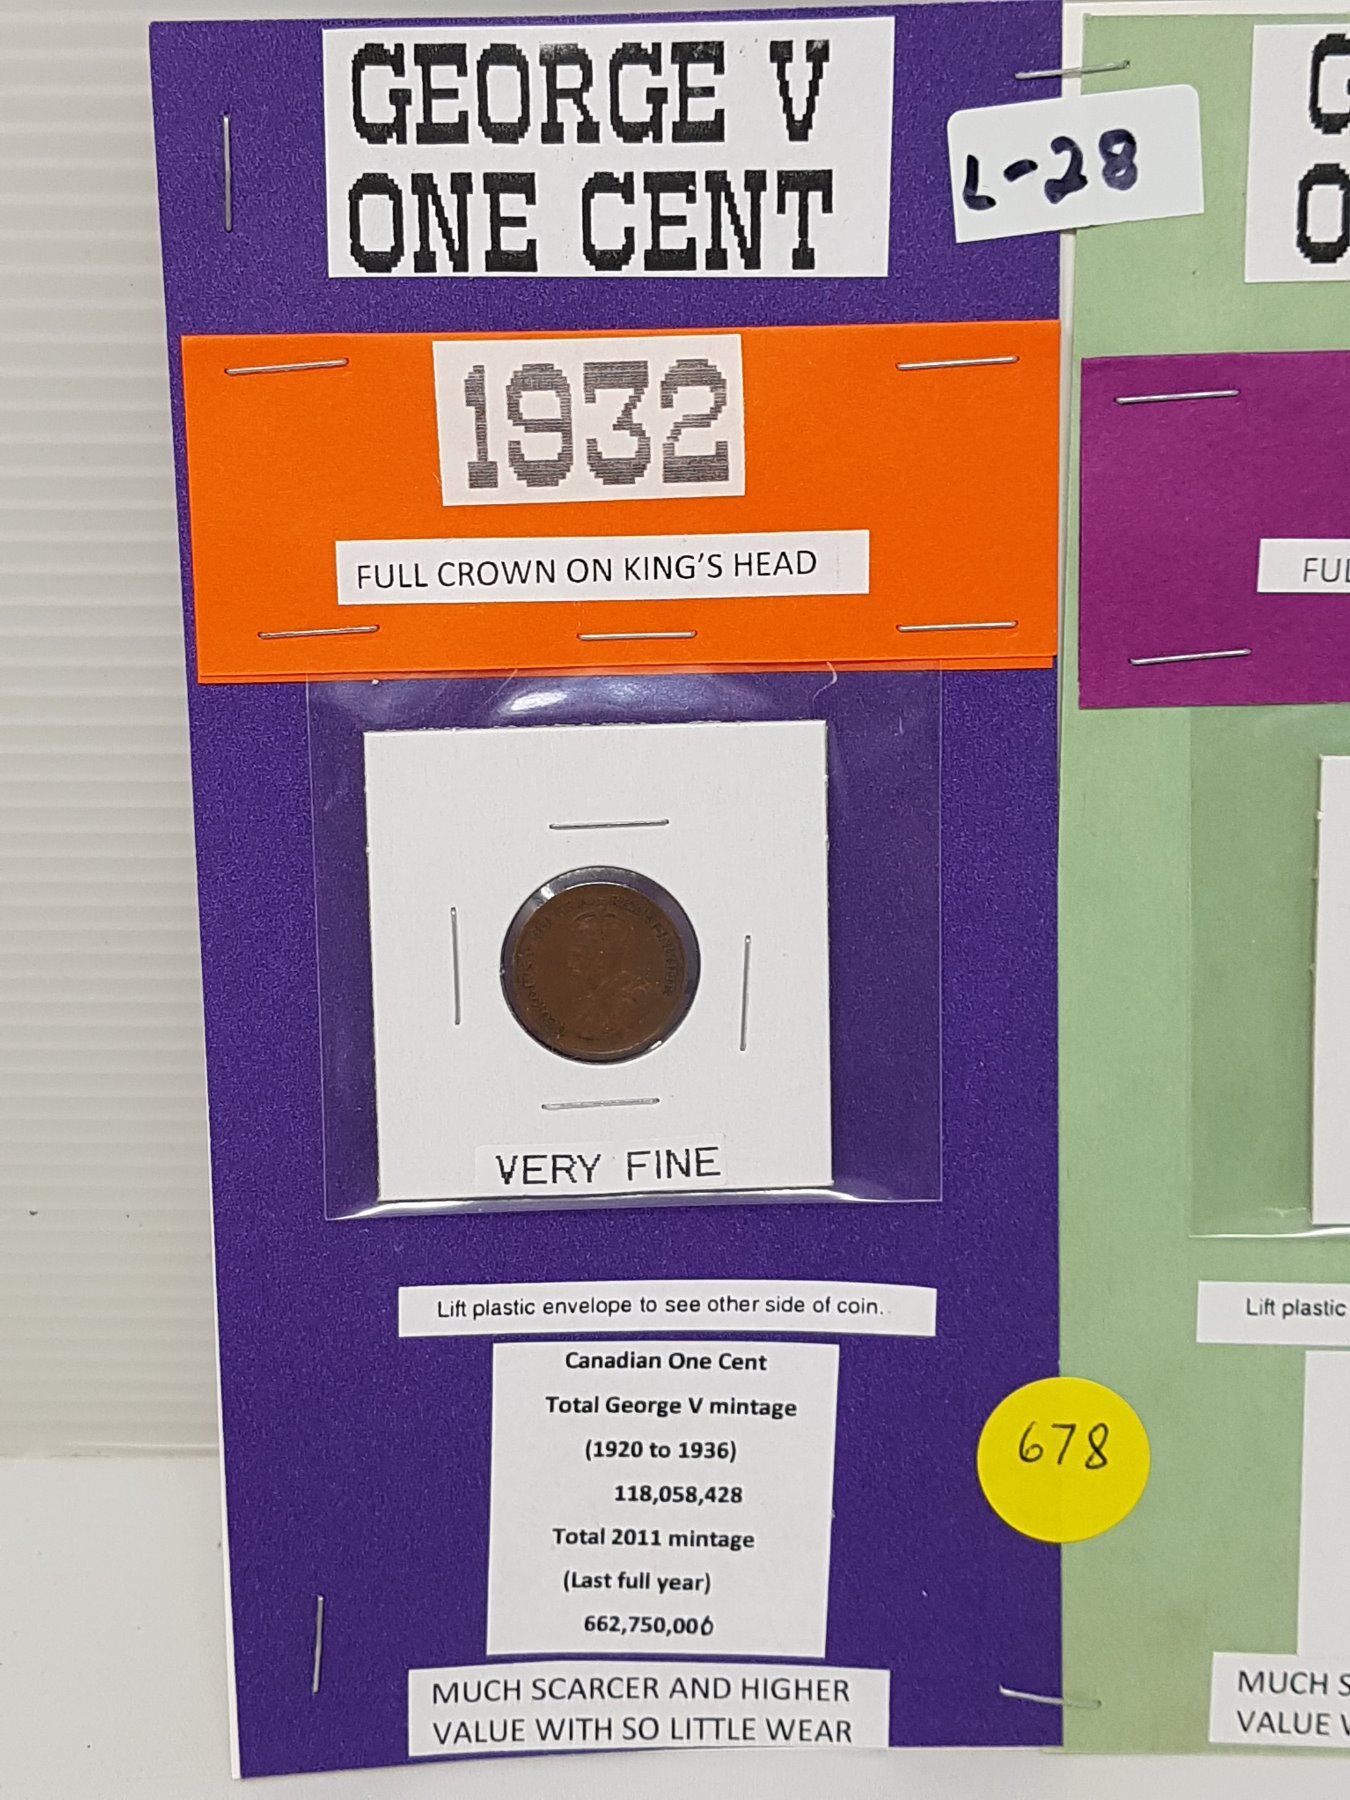 GEORGE V
ONE CENT
L-28
1932
FULL CROWN ON KING'S HEAD
VERY FINE
Lift plastic envelope to see other side of coin.
Canadian One Cent
Total George V mintage
(1920 to 1936)
118,058,428
Total 2011 mintage
(Last full year)
662,750,000
678
MUCH SCARCER AND HIGHER
VALUE WITH SO LITTLE WEAR
G
O
FUL
Lift plastic
MUCH S
VALUE